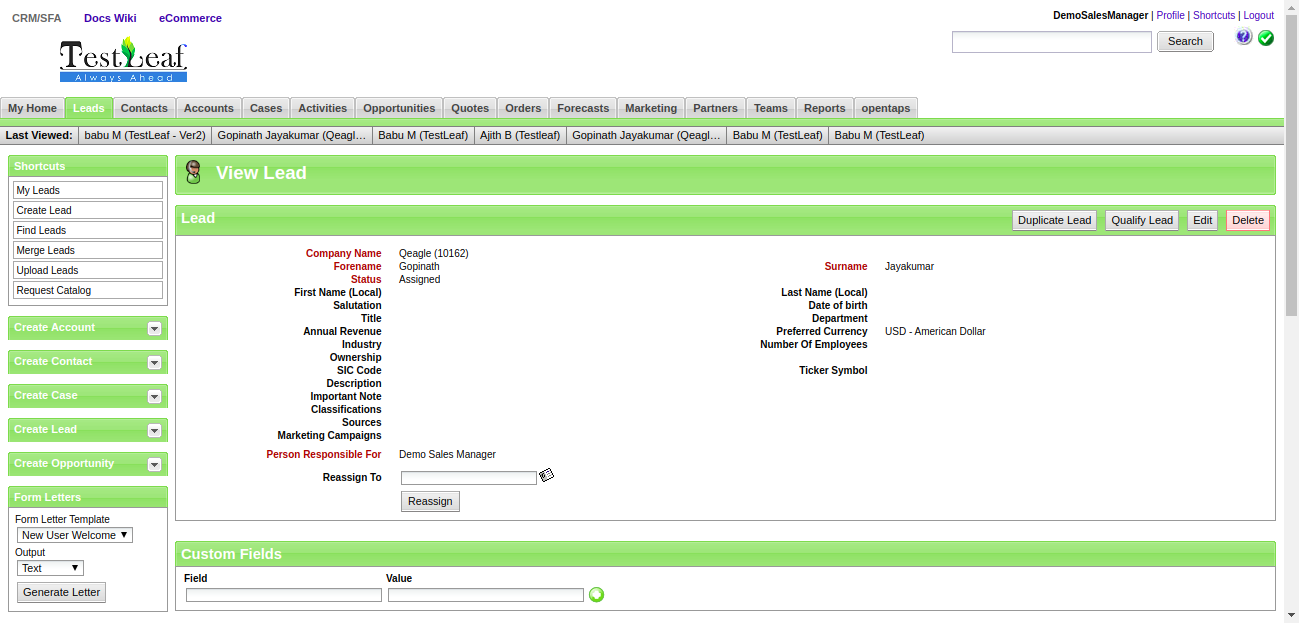 CRM/SFA Docs Wiki eCommerce
DemoSalesManager | Profile | Shortcuts | Logout
TestLeaf
Always Ahead
Search
My Home Leads Contacts Accounts Cases Activities Opportunities Quotes Orders Forecasts Marketing Partners Teams Reports opentaps
Last Viewed: babu M (TestLeaf - Ver2) Gopinath Jayakumar (Qeagl… Babu M (TestLeaf) Ajith B (Testleaf) Gopinath Jayakumar (Qeagl… Babu M (TestLeaf) Babu M (TestLeaf)
Shortcuts
My Leads
Create Lead
Find Leads
Merge Leads
Upload Leads
Request Catalog
Create Account
Create Contact
Create Case
Create Lead
Create Opportunity
Form Letters
Form Letter Template
New User Welcome
Output
Text
Generate Letter
View Lead
Lead Duplicate Lead Qualify Lead Edit Delete
Company Name Qeagle (10162)
Forename Gopinath Surname Jayakumar
Status Assigned
First Name (Local) Last Name (Local)
Salutation Date of birth
Title Department
Annual Revenue Preferred Currency USD - American Dollar
Industry Number Of Employees
Ownership
SIC Code Ticker Symbol
Description
Important Note
Classifications
Sources
Marketing Campaigns
Person Responsible For Demo Sales Manager
Reassign To
Reassign
Custom Fields
Field Value